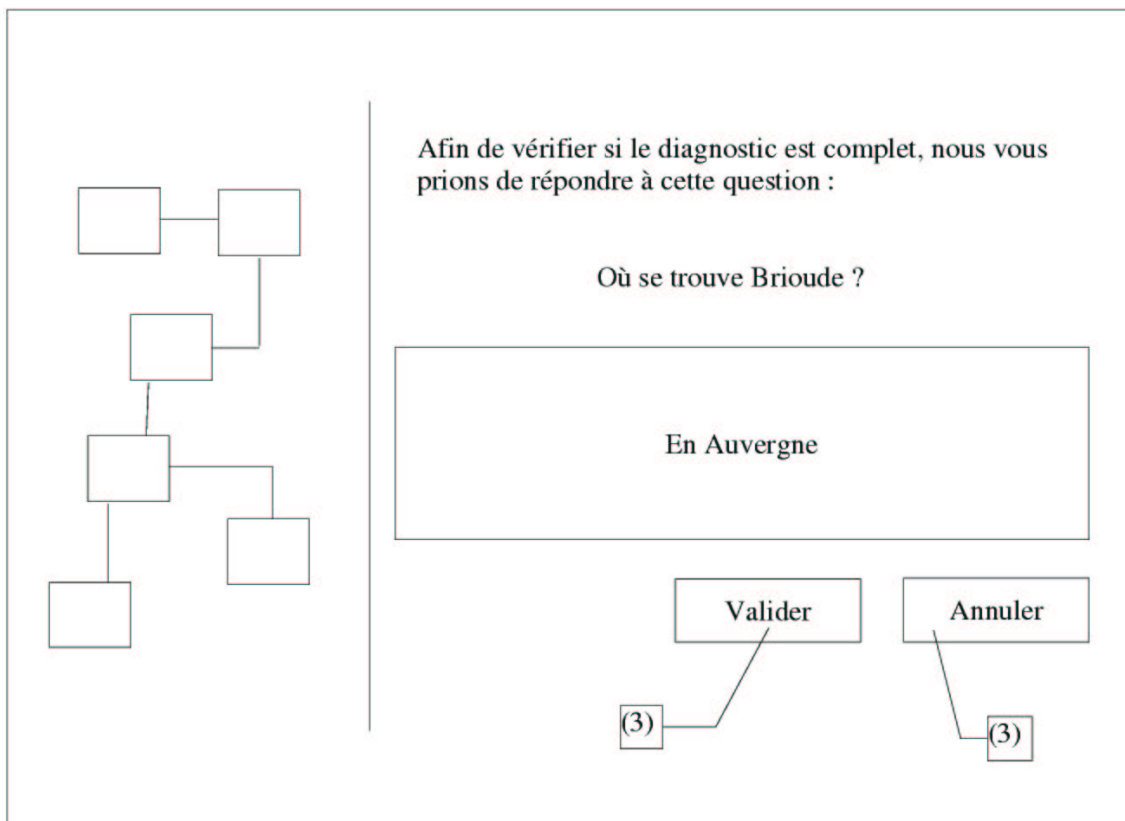 Afin de vérifier si le diagnostic est complet, nous vous
prions de répondre à cette question :
Où se trouve Brioude ?
En Auvergne
Valider
Annuler
(3)
(3)